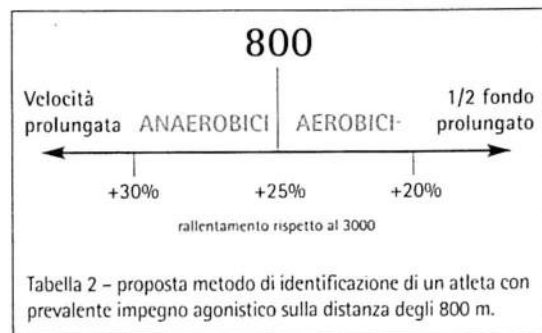 800
Velocità
prolungata
ANAEROBICI
AEROBICI-
1/2 fondo
prolungato
+30%
+25%
+20%
rallentamento rispetto al 3000
Tabella 2 – proposta metodo di identificazione di un atleta con
prevalente impegno agonistico sulla distanza degli 800 m.